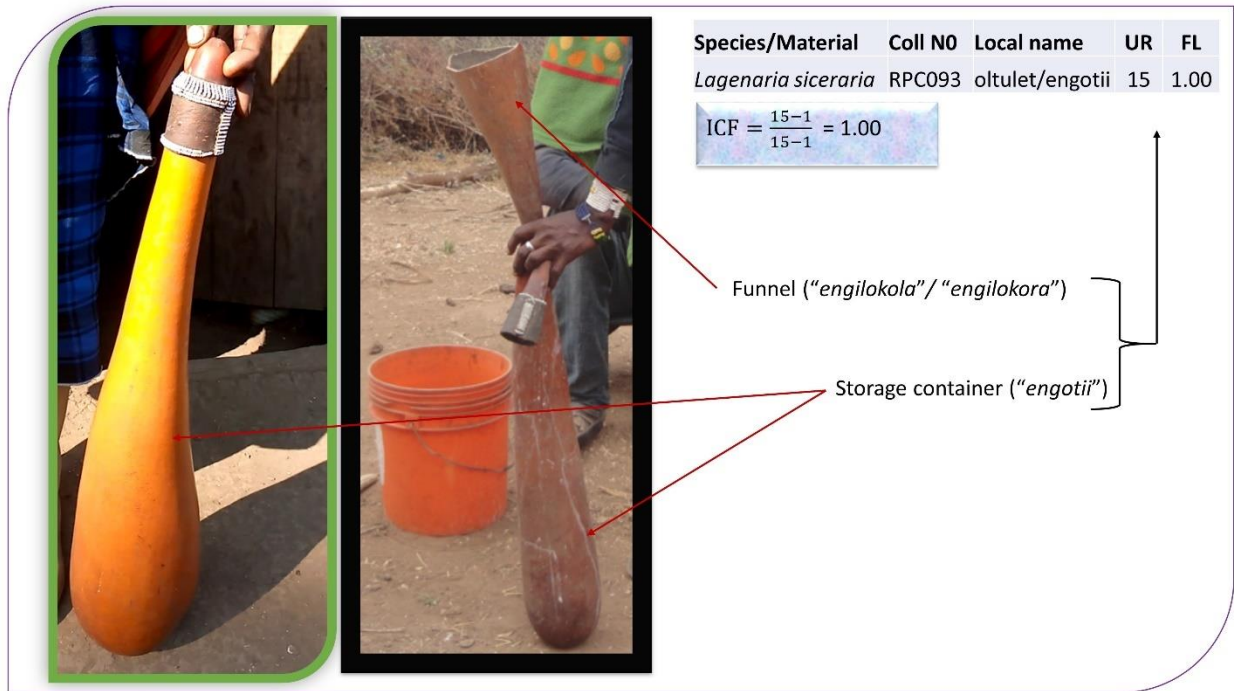 Species/Material Coll N0 Local name UR FL
Lagenaria siceraria RPC093 oltulet/engotii 15 1.00
ICF = \frac{15−1}{15−1} = 1.00
Funnel (“engilokola”/ “engilokora”)
Storage container (“engotii”)